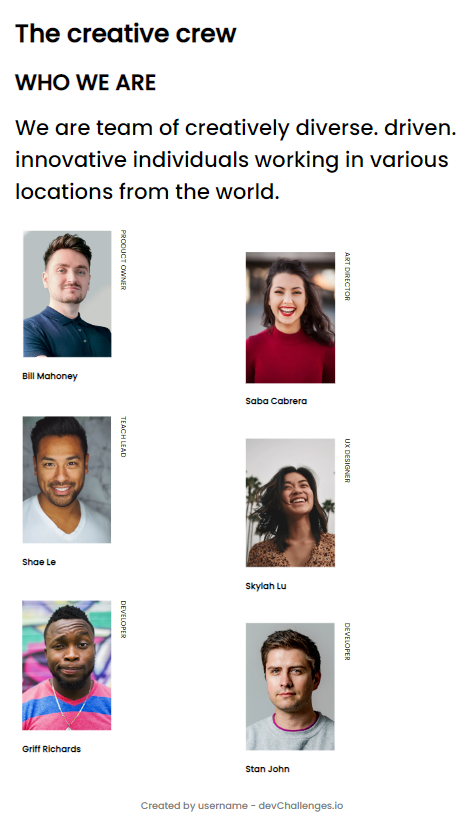 The creative crew
WHO WE ARE
We are team of creatively diverse. driven.
innovative individuals working in various
locations from the world.
PRODUCT OWNER
Bill Mahoney
ART DIRECTOR
Saba Cabrera
TEACH LEAD
Shae Le
UX DESIGNER
Skylah Lu
DEVELOPER
Griff Richards
DEVELOPER
Stan John
Created by username - devChallenges.io